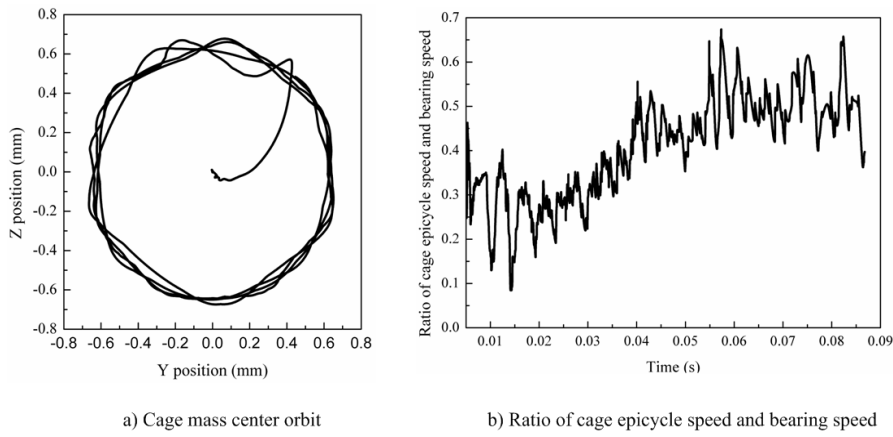 0.8
0.6
0.4
0.2
0.0
-0.2
-0.4
-0.6
-0.8
Z position (mm)
-0.8 -0.6 -0.4 -0.2 0.0 0.2 0.4 0.6 0.8
Y position (mm)
a) Cage mass center orbit
0.7
0.6
0.5
0.4
0.3
0.2
0.1
0.0
Ratio of cage epicycle speed and bearing speed
0.01 0.02 0.03 0.04 0.05 0.06 0.07 0.08 0.09
Time (s)
b) Ratio of cage epicycle speed and bearing speed